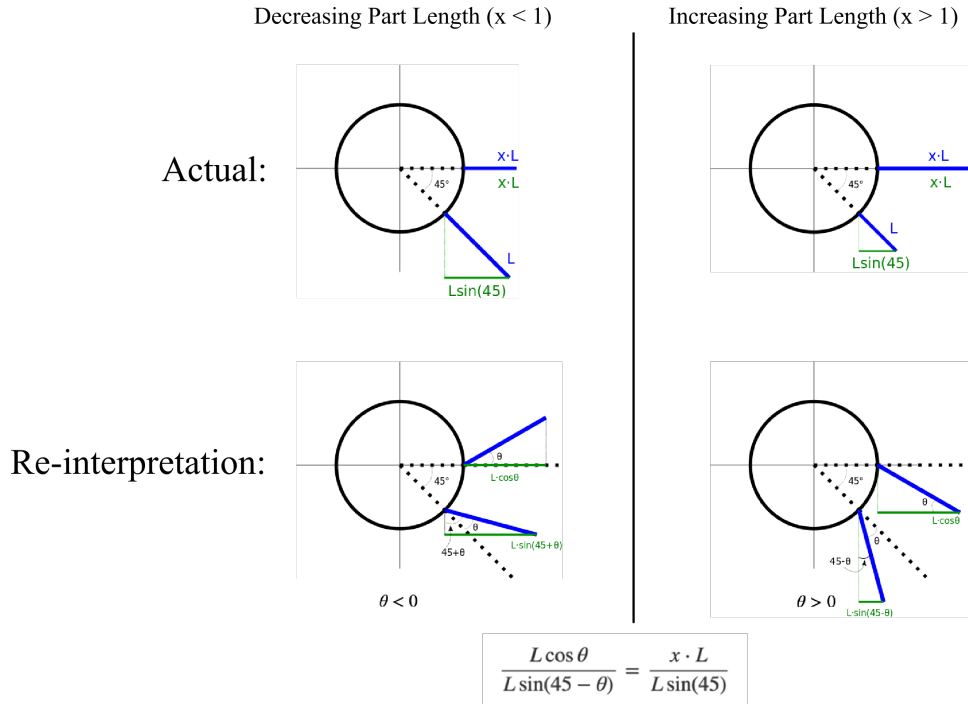 Decreasing Part Length (x < 1)
Increasing Part Length (x > 1)
Actual:
x·L
x·L
45°
L
Lsin(45)
x·L
x·L
45°
L
Lsin(45)
Re-interpretation:
θ
L·cosθ
45°
θ
L·sin(45+θ)
45+θ
θ < 0
45°
θ
L·cosθ
θ
45-θ
L·sin(45-θ)
θ > 0
L cos θ / L sin(45 − θ) = x · L / L sin(45)